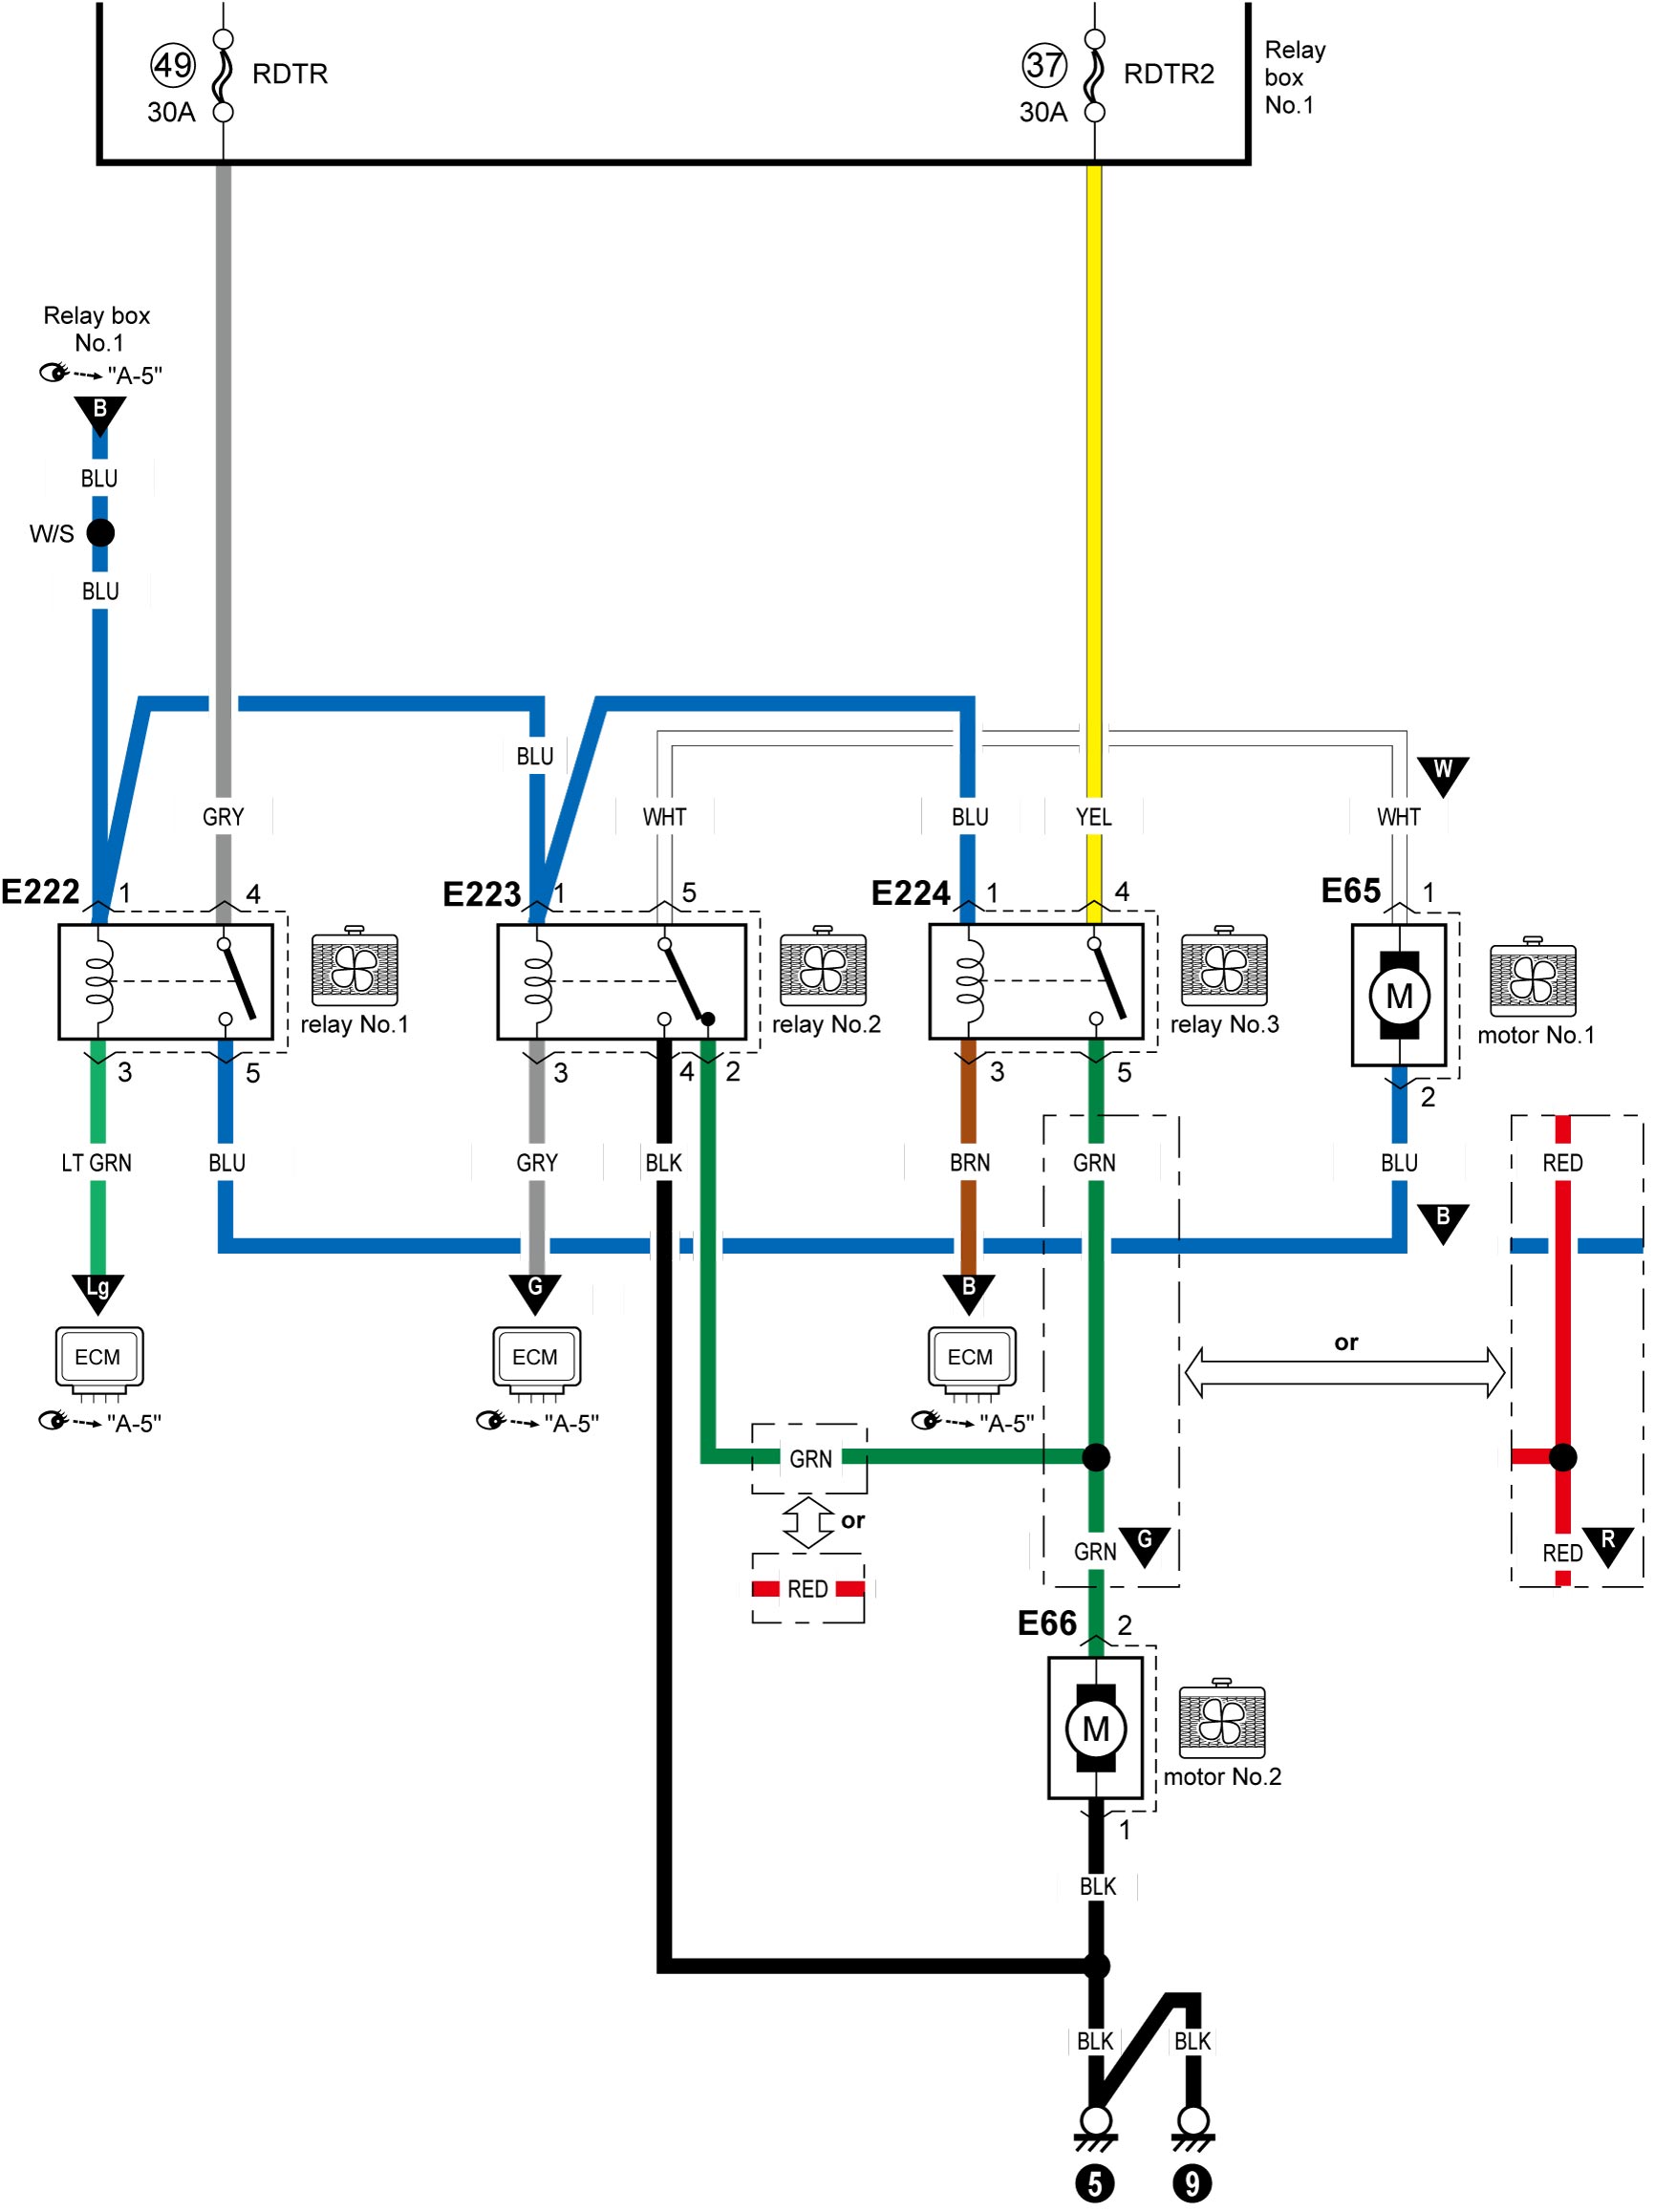 49
30A
RDTR
37
30A
RDTR2
Relay
box
No.1
Relay box
No.1
"A-5"
B
BLU
W/S
BLU
BLU
W
GRY
WHT
BLU
YEL
WHT
E222
1
4
E223
1
5
E224
1
4
E65
1
M
relay No.1
relay No.2
relay No.3
motor No.1
3
5
3
4
2
3
5
2
LT GRN
BLU
GRY
BLK
BRN
GRN
BLU
RED
B
Lg
G
B
ECM
ECM
ECM
or
"A-5"
"A-5"
"A-5"
GRN
or
GRN
G
RED
R
RED
E66
2
M
motor No.2
1
BLK
BLK
BLK
5
9